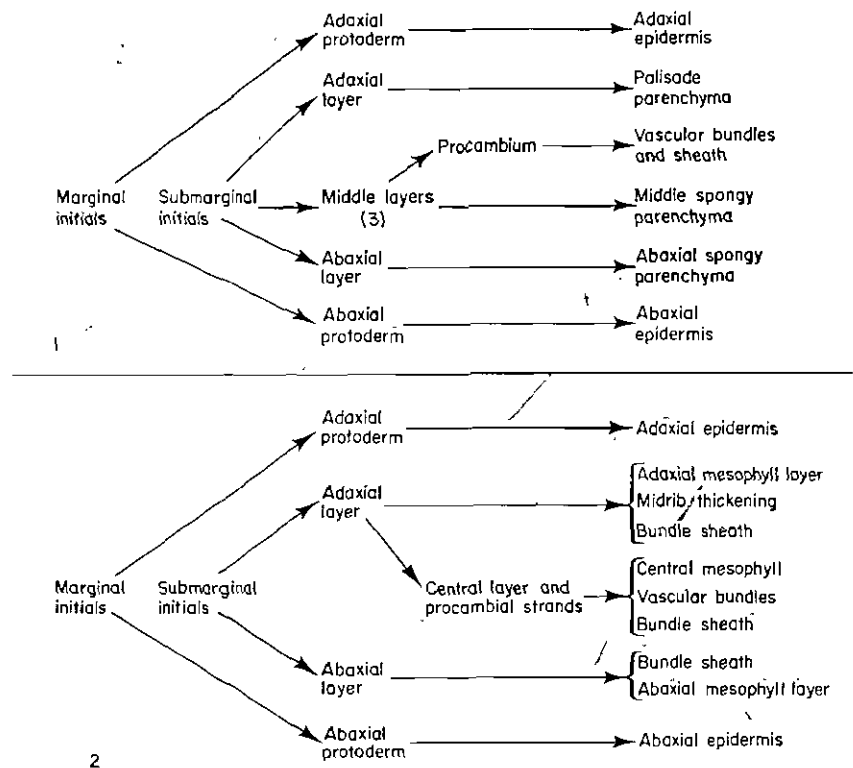 Adaxial
protoderm
Adaxial
epidermis
Adaxial
layer
Palisade
parenchyma
Procambium
Vascular bundles
and sheath
Marginal
initials
Submarginal
initials
Middle layers
(3)
Middle spongy
parenchyma
Abaxial
layer
Abaxial spongy
parenchyma
Abaxial
protoderm
Abaxial
epidermis
1
Adaxial
protoderm
Adaxial epidermis
Adaxial
layer
Adaxial mesophyll layer
Midrib thickening
Bundle sheath
Marginal
initials
Submarginal
initials
Central layer and
procambial strands
Central mesophyll
Vascular bundles
Bundle sheath
Abaxial
layer
Bundle sheath
Abaxial mesophyll layer
Abaxial
protoderm
Abaxial epidermis
2